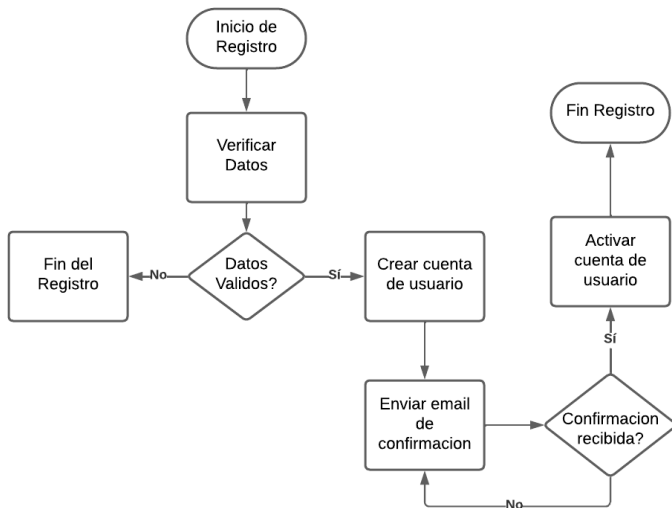 Inicio de
Registro
Verificar
Datos
Datos
Validos?
No
Fin del
Registro
Sí
Crear cuenta
de usuario
Enviar email
de
confirmacion
Confirmacion
recibida?
No
Sí
Activar
cuenta de
usuario
Fin Registro